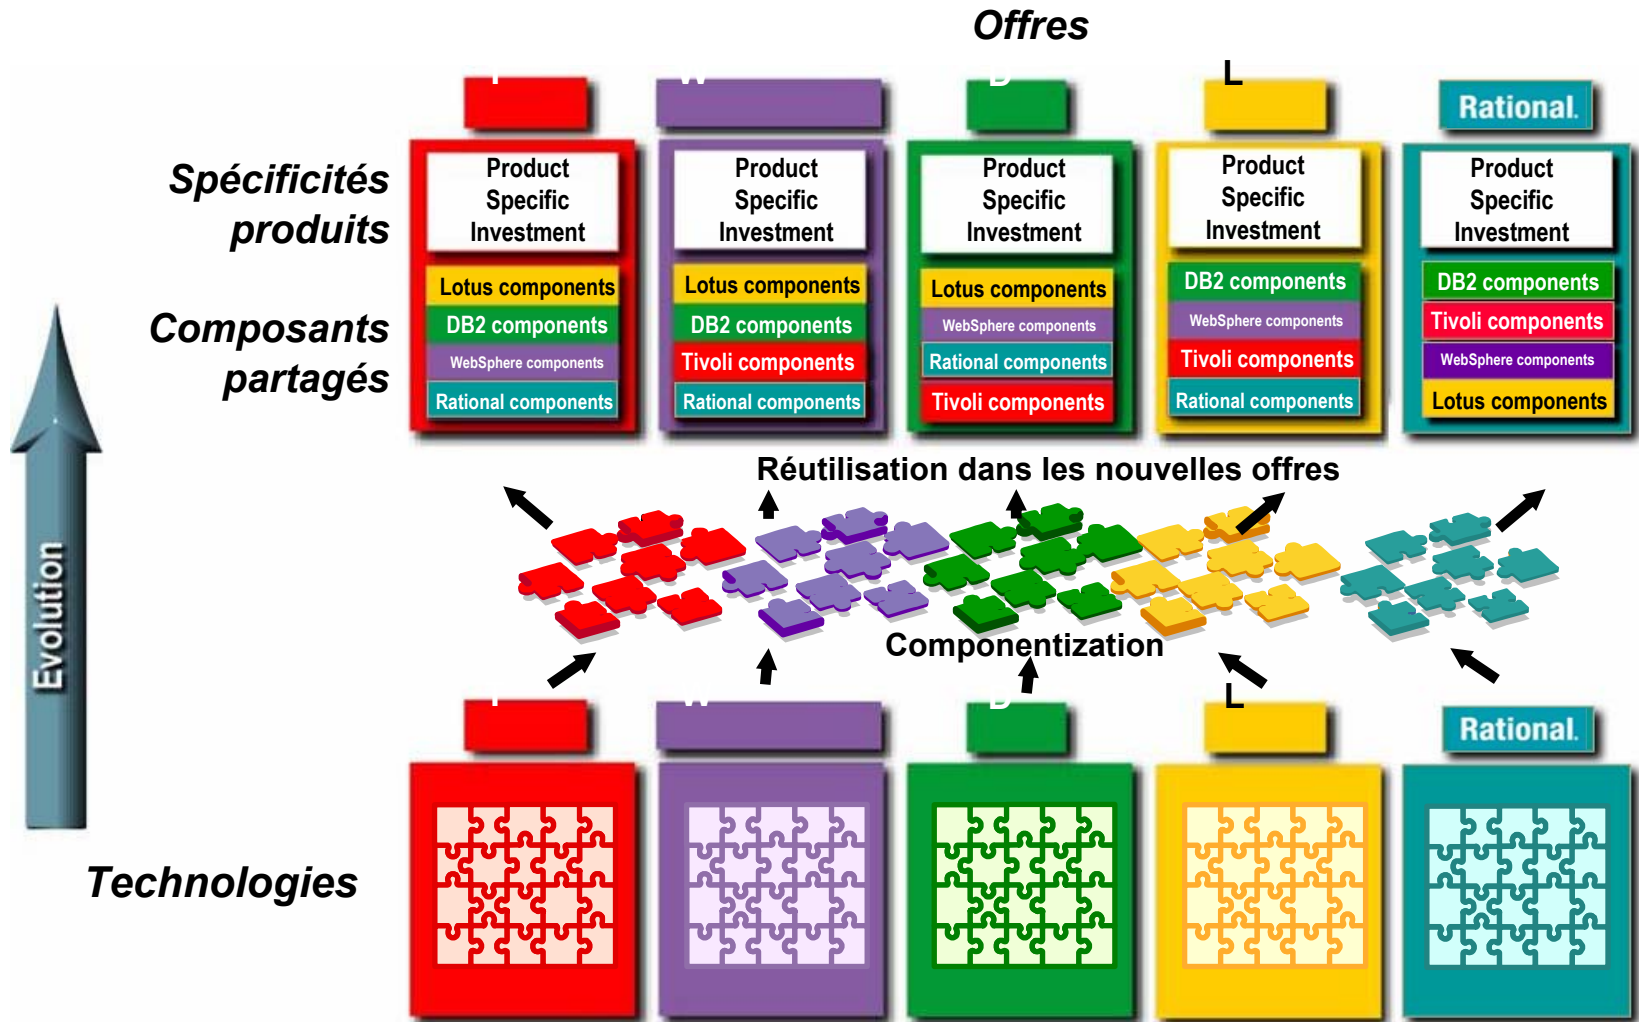 Offres
W
D
L
Rational.
Spécificités
produits
Product
Specific
Investment
Product
Specific
Investment
Product
Specific
Investment
Product
Specific
Investment
Product
Specific
Investment
Composants
partagés
Lotus components
DB2 components
WebSphere components
Rational components
Lotus components
DB2 components
Tivoli components
Rational components
Lotus components
WebSphere components
Rational components
Tivoli components
DB2 components
WebSphere components
Tivoli components
Rational components
DB2 components
Tivoli components
WebSphere components
Lotus components
Réutilisation dans les nouvelles offres
Evolution
Componentization
W
D
L
Rational.
Technologies